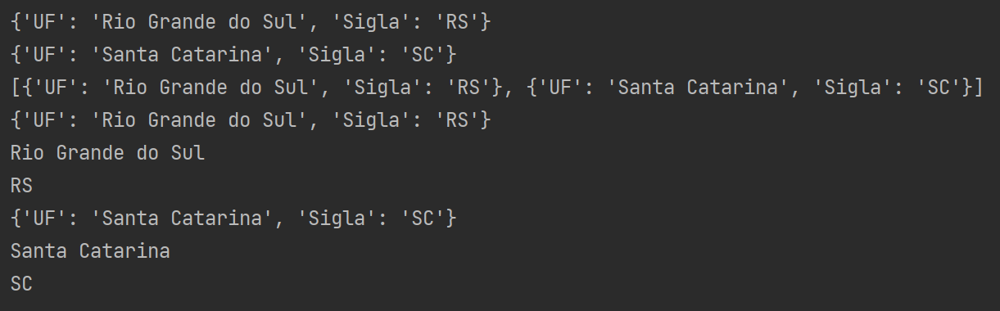 {'UF': 'Rio Grande do Sul', 'Sigla': 'RS'}
{'UF': 'Santa Catarina', 'Sigla': 'SC'}
[{'UF': 'Rio Grande do Sul', 'Sigla': 'RS'}, {'UF': 'Santa Catarina', 'Sigla': 'SC'}]
{'UF': 'Rio Grande do Sul', 'Sigla': 'RS'}
Rio Grande do Sul
RS
{'UF': 'Santa Catarina', 'Sigla': 'SC'}
Santa Catarina
SC